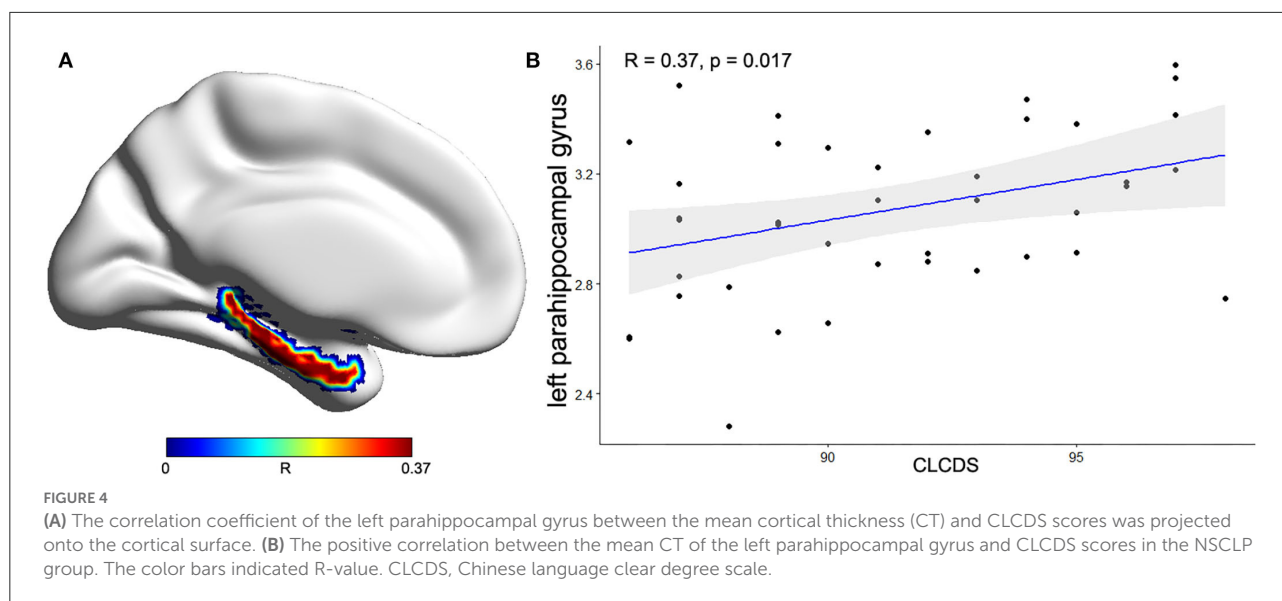 A
B
R = 0.37, p = 0.017
left parahippocampal gyrus
3.6
3.2
2.8
2.4
90
95
CLCDS
0
R
0.37
FIGURE 4
(A) The correlation coefficient of the left parahippocampal gyrus between the mean cortical thickness (CT) and CLCDS scores was projected
onto the cortical surface. (B) The positive correlation between the mean CT of the left parahippocampal gyrus and CLCDS scores in the NSCLP
group. The color bars indicated R-value. CLCDS, Chinese language clear degree scale.